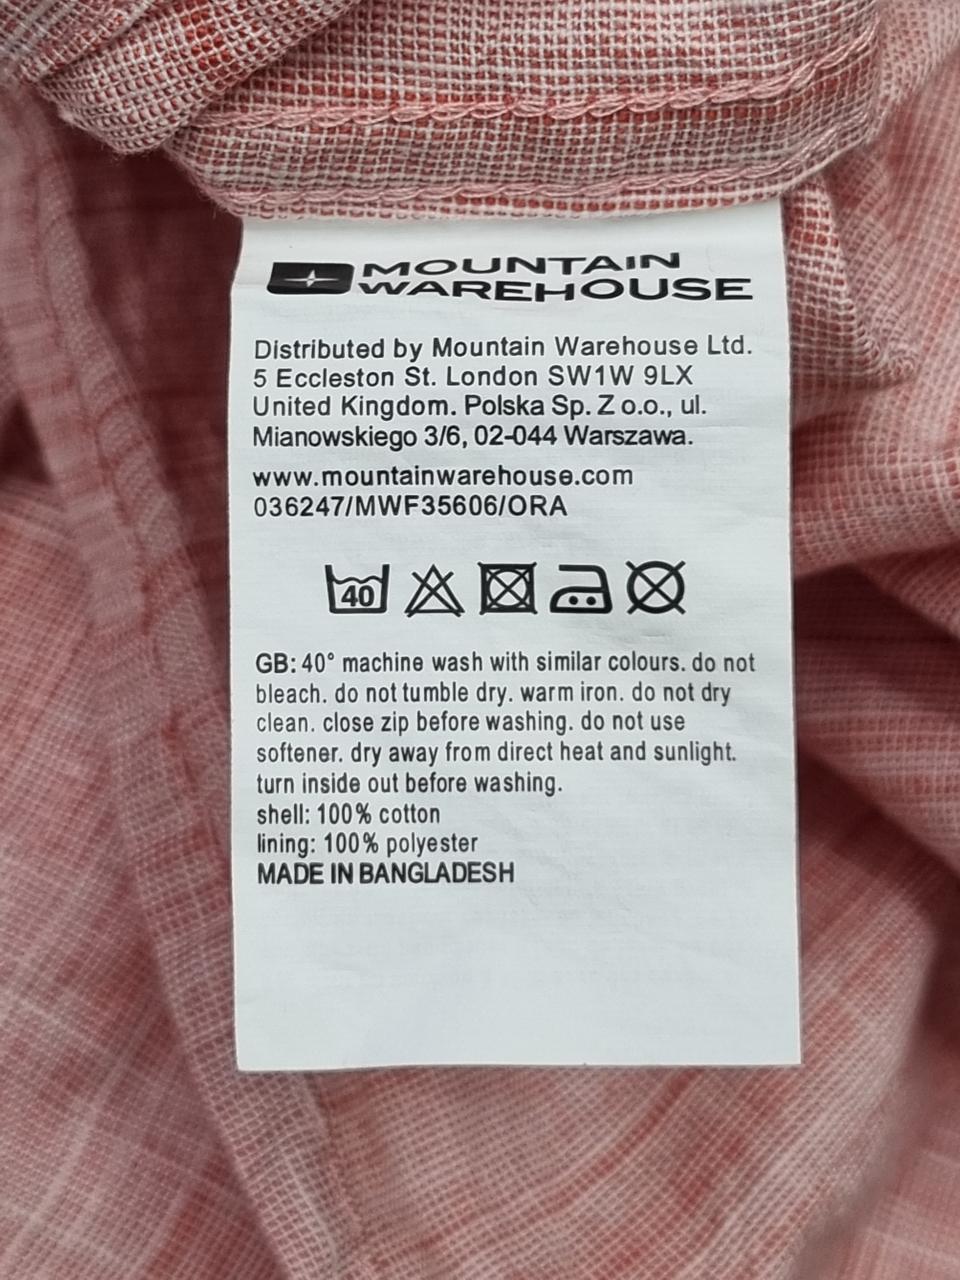 MOUNTAIN
WAREHOUSE
Distributed by Mountain Warehouse Ltd.
5 Eccleston St. London SW1W 9LX
United Kingdom. Polska Sp. Z o.o., ul.
Mianowskiego 3/6, 02-044 Warszawa.
www.mountainwarehouse.com
036247/MWF35606/ORA
40
GB: 40° machine wash with similar colours. do not
bleach. do not tumble dry. warm iron. do not dry
clean. close zip before washing. do not use
softener. dry away from direct heat and sunlight.
turn inside out before washing.
shell: 100% cotton
lining: 100% polyester
MADE IN BANGLADESH